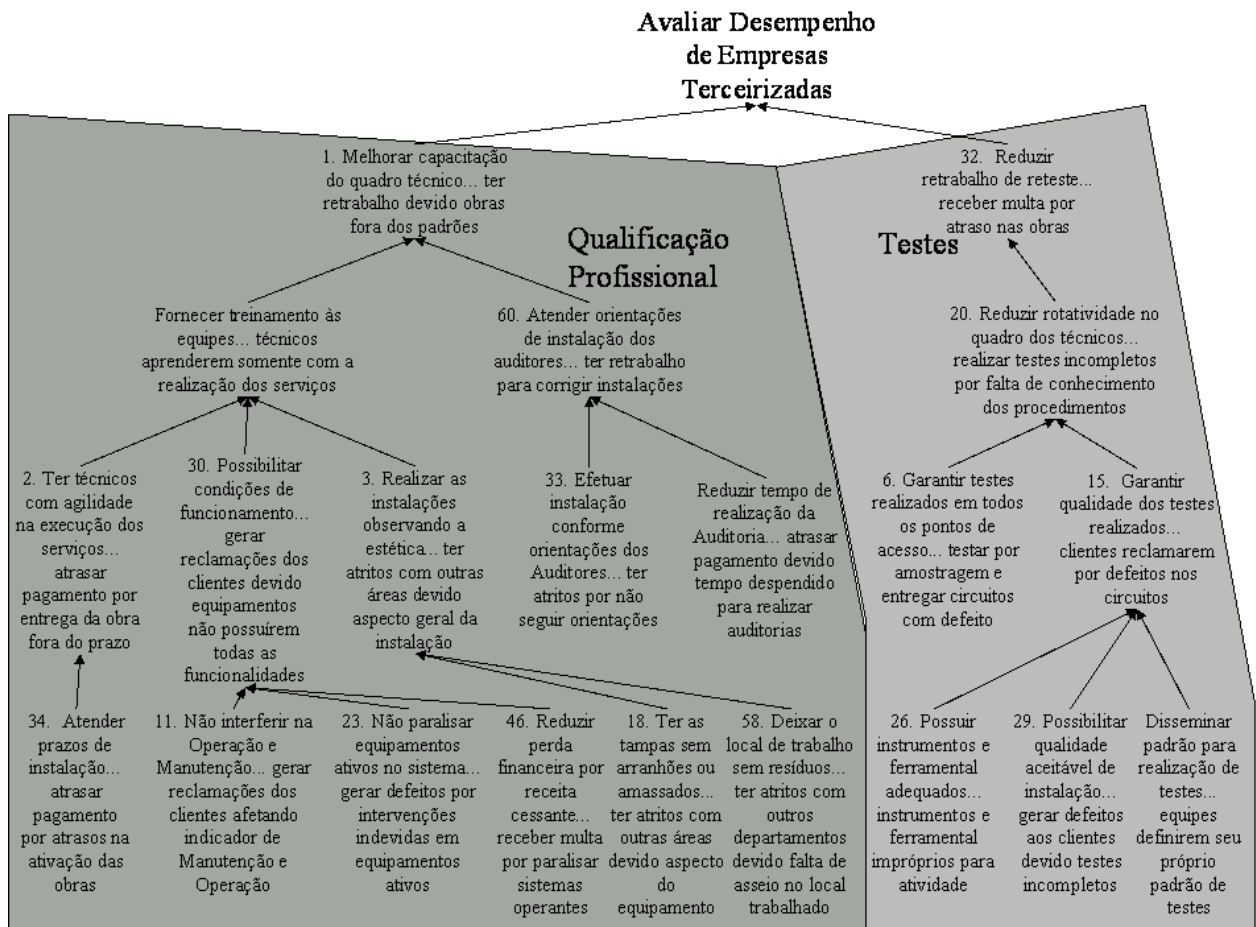 Avaliar Desempenho
de Empresas
Terceirizadas
1. Melhorar capacitação
do quadro técnico... ter
retrabalho devido obras
fora dos padrões
32. Reduzir
retrabalho de reteste...
receber multa por
atraso nas obras
Qualificação
Profissional
Testes
Fornecer treinamento às
equipes... técnicos
aprenderem somente com a
realização dos serviços
60. Atender orientações
de instalação dos
auditores... ter retrabalho
para corrigir instalações
20. Reduzir rotatividade no
quadro dos técnicos...
realizar testes incompletos
por falta de conhecimento
dos procedimentos
2. Ter técnicos
com agilidade
na execução dos
serviços...
atrasar
pagamento por
entrega da obra
fora do prazo
30. Possibilitar
condições de
funcionamento...
gerar
reclamações dos
clientes devido
equipamentos
não possuírem
todas as
funcionalidades
3. Realizar as
instalações
observando a
estética... ter
atritos com outras
áreas devido
aspecto geral da
instalação
33. Efetuar
instalação
conforme
orientações dos
Auditores... ter
atritos por não
seguir orientações
Reduzir tempo de
realização da
Auditoria... atrasar
pagamento devido
tempo despendido
para realizar
auditorias
6. Garantir testes
realizados em todos
os pontos de
acesso... testar por
amostragem e
entregar circuitos
com defeito
15. Garantir
qualidade dos testes
realizados...
clientes reclamarem
por defeitos nos
circuitos
34. Atender
prazos de
instalação...
atrasar
pagamento
por atrasos na
ativação das
obras
11. Não interferir na
Operação e
Manutenção... gerar
reclamações dos
clientes afetando
indicador de
Manutenção e
Operação
23. Não paralisar
equipamentos
ativos no sistema...
gerar defeitos por
intervenções
indevidas em
equipamentos
ativos
46. Reduzir
perda
financeira por
receita
cessante...
receber multa
por paralisar
sistemas
operantes
18. Ter as
tampas sem
arranhões ou
amassados...
ter atritos com
outras áreas
devido aspecto
do
equipamento
58. Deixar o
local de trabalho
sem resíduos...
ter atritos com
outros
departamentos
devido falta de
asseio no local
trabalhado
26. Possuir
instrumentos e
ferramental
adequados...
instrumentos e
ferramental
impróprios para
atividade
29. Possibilitar
qualidade
aceitável de
instalação...
gerar defeitos
aos clientes
devido testes
incompletos
Disseminar
padrão para
realização de
testes...
equipes
definirem seu
próprio
padrão de
testes